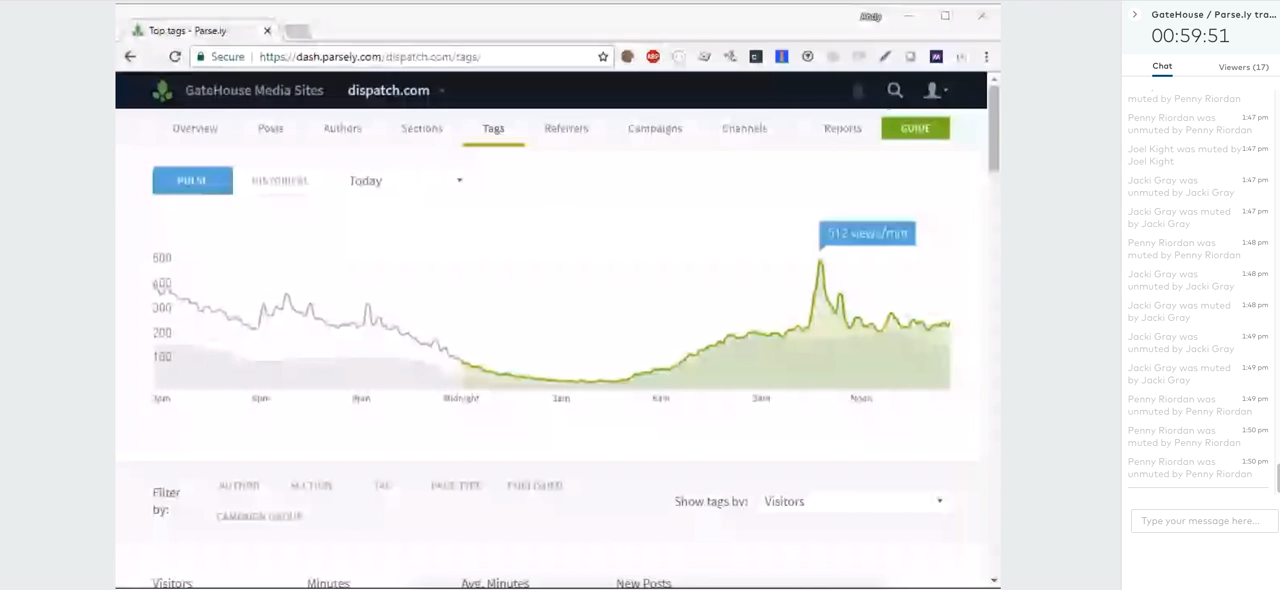 Andy
Top tags - Parse.ly
Secure https://dash.parsely.com/dispatch.com/tags/
GateHouse Media Sites dispatch.com
Overview Posts Authors Sections Tags Referrers Campaigns Channels Reports GUIDE
PULSE HISTORICAL Today
512 views/min
500
400
300
200
100
3pm 6pm 9pm Midnight 3am 6am 9am Noon
Filter by:
AUTHOR SECTION TAG PAGE TYPE PUBLISHED
CAMPAIGN GROUP
Show tags by: Visitors
Visitors Minutes Avg. Minutes New Posts
GateHouse / Parse.ly tra...
00:59:51
Chat Viewers (17)
muted by Penny Riordan
Penny Riordan was 1:47 pm
unmuted by Penny Riordan
Joel Kight was muted by 1:47 pm
Joel Kight
Jacki Gray was 1:47 pm
unmuted by Jacki Gray
Jacki Gray was muted 1:47 pm
by Jacki Gray
Penny Riordan was 1:48 pm
muted by Penny Riordan
Jacki Gray was 1:48 pm
unmuted by Jacki Gray
Jacki Gray was muted 1:48 pm
by Jacki Gray
Jacki Gray was 1:49 pm
unmuted by Jacki Gray
Jacki Gray was muted 1:49 pm
by Jacki Gray
Penny Riordan was 1:49 pm
unmuted by Penny Riordan
Penny Riordan was 1:50 pm
muted by Penny Riordan
Penny Riordan was 1:50 pm
unmuted by Penny Riordan
Type your message here...